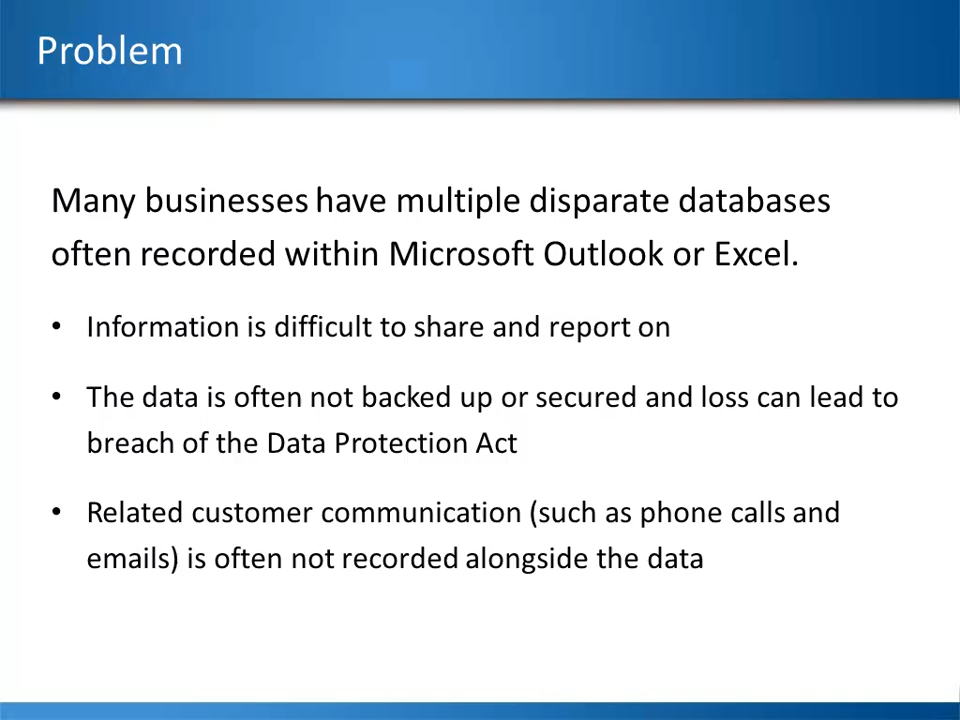 Problem
Many businesses have multiple disparate databases
often recorded within Microsoft Outlook or Excel.
• Information is difficult to share and report on
• The data is often not backed up or secured and loss can lead to
breach of the Data Protection Act
• Related customer communication (such as phone calls and
emails) is often not recorded alongside the data